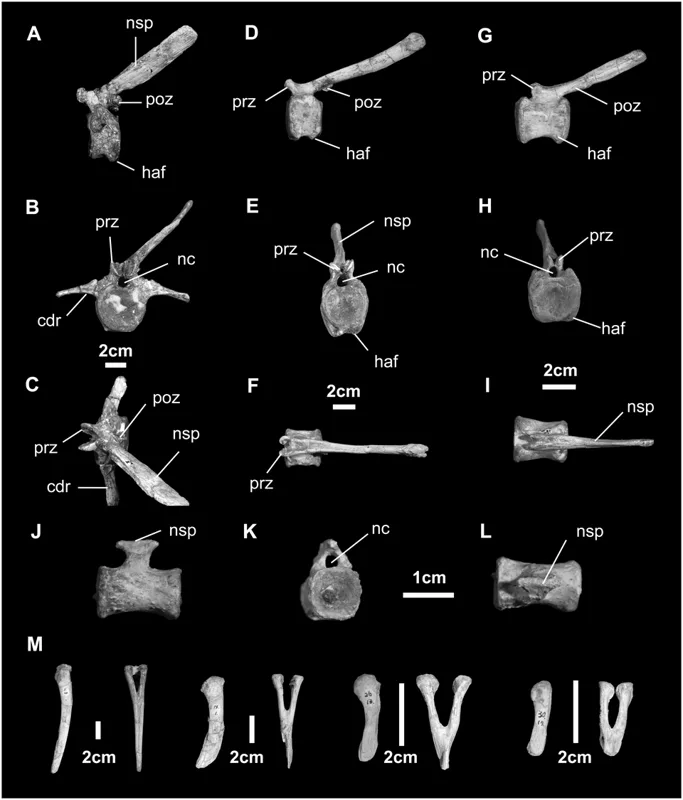 A
nsp
poz
haf
D
prz
poz
haf
G
prz
poz
haf
B
prz
nc
cdr
2cm
E
nsp
prz
nc
haf
H
nc
prz
haf
C
poz
prz
nsp
cdr
F
2cm
prz
I
2cm
nsp
J
nsp
K
nc
1cm
L
nsp
M
2cm
2cm
2cm
2cm